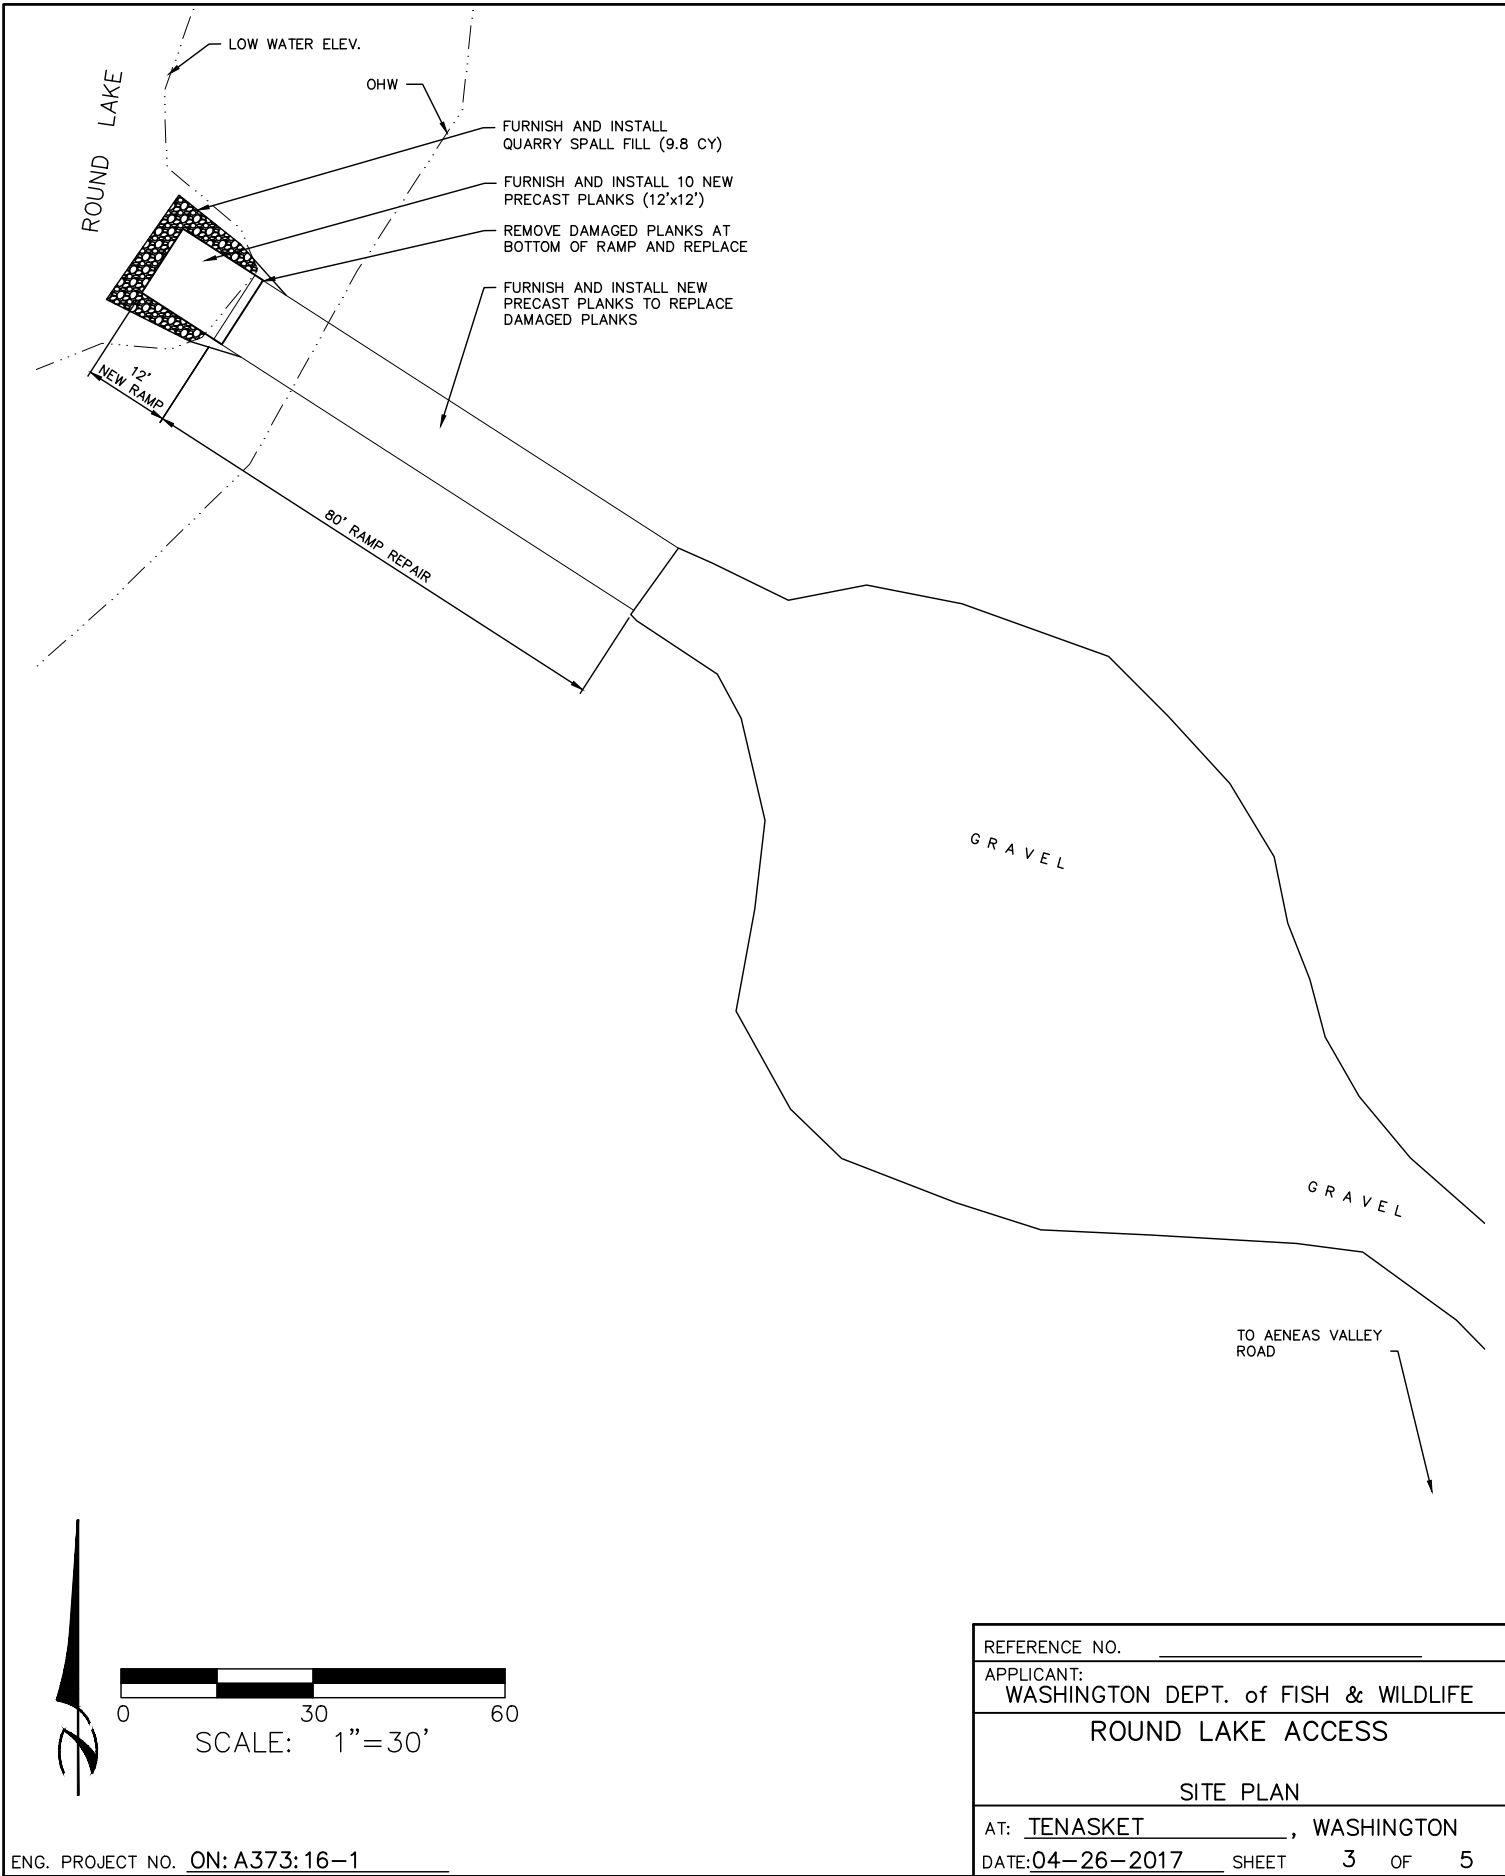 LOW WATER ELEV.
OHW
ROUND LAKE
FURNISH AND INSTALL
QUARRY SPALL FILL (9.8 CY)
FURNISH AND INSTALL 10 NEW
PRECAST PLANKS (12'x12')
REMOVE DAMAGED PLANKS AT
BOTTOM OF RAMP AND REPLACE
FURNISH AND INSTALL NEW
PRECAST PLANKS TO REPLACE
DAMAGED PLANKS
12'
NEW RAMP
80' RAMP REPAIR
GRAVEL
GRAVEL
TO AENEAS VALLEY
ROAD
0 30 60
SCALE: 1"=30'
REFERENCE NO.
APPLICANT:
WASHINGTON DEPT. of FISH & WILDLIFE
ROUND LAKE ACCESS
SITE PLAN
AT: TENASKET, WASHINGTON
DATE: 04-26-2017 SHEET 3 OF 5
ENG. PROJECT NO. ON: A373: 16-1